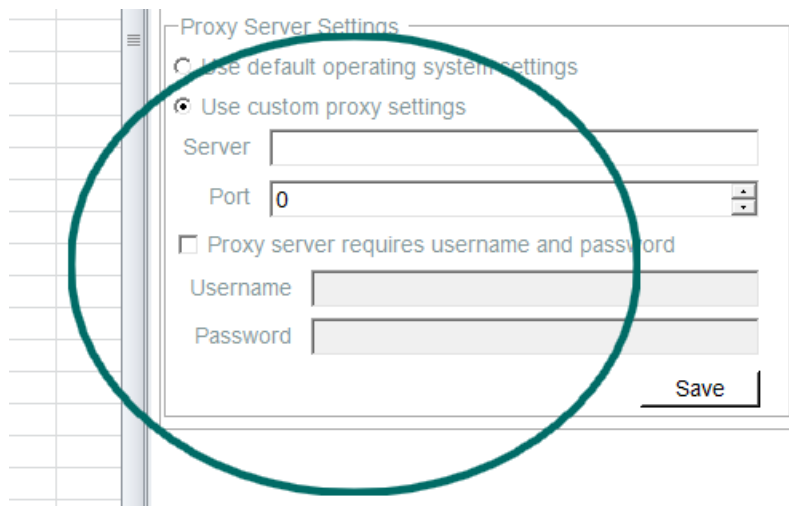 Proxy Server Settings
Use default operating system settings
Use custom proxy settings
Server
Port 0
Proxy server requires username and password
Username
Password
Save